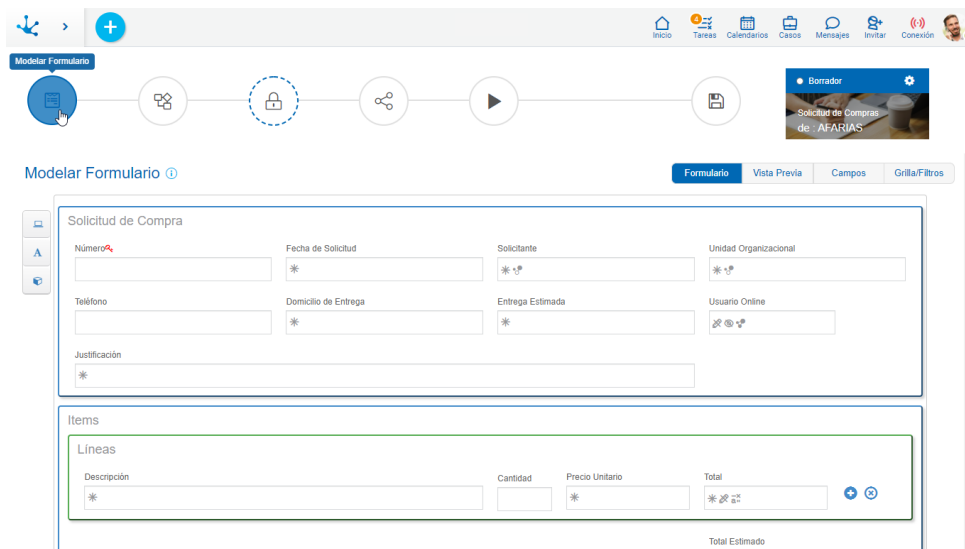 4
Inicio
Tareas
Calendarios
Casos
Mensajes
Invitar
Conexión
Modelar Formulario
Borrador
Solicitud de Compras
de : AFARIAS
Modelar Formulario
Formulario
Vista Previa
Campos
Grilla/Filtros
A
Solicitud de Compra
Número
Fecha de Solicitud
Solicitante
Unidad Organizacional
Teléfono
Domicilio de Entrega
Entrega Estimada
Usuario Online
Justificación
Items
Líneas
Descripción
Cantidad
Precio Unitario
Total
Total Estimado